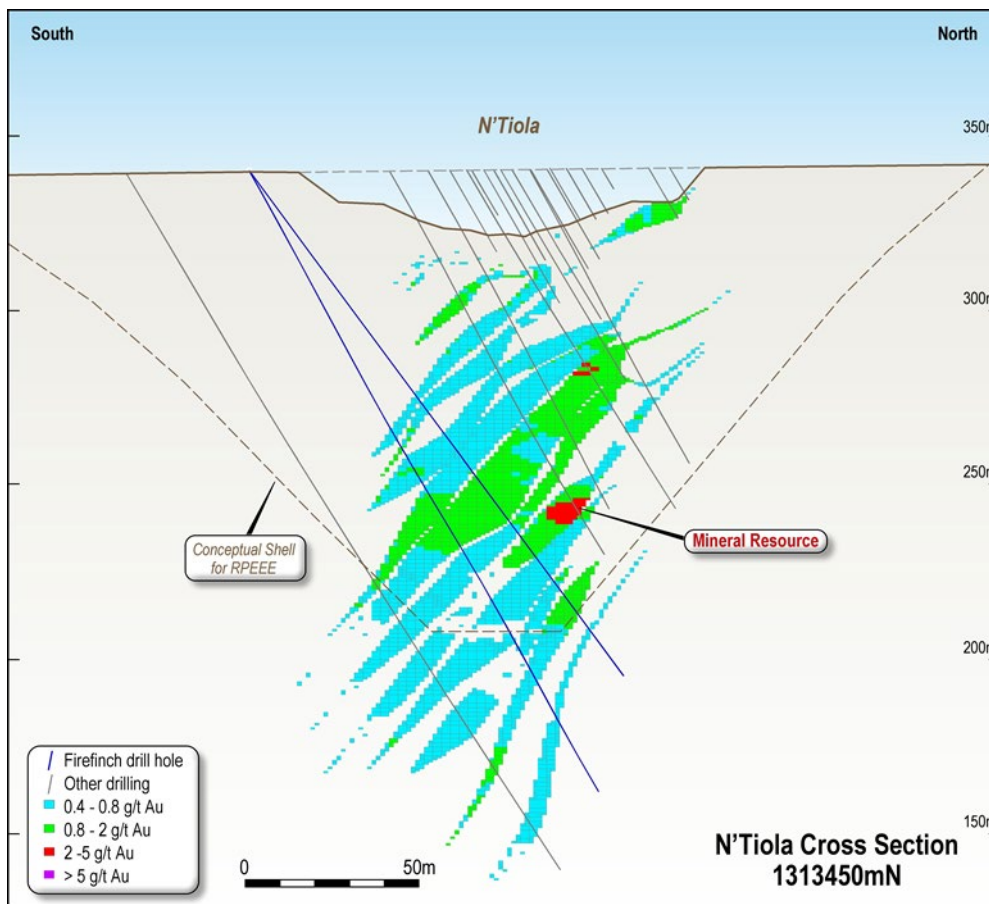 South
North
N'Tiola
350m
300m
250m
Conceptual Shell
for RPEEE
Mineral Resource
200m
Firefinch drill hole
Other drilling
0.4 - 0.8 g/t Au
0.8 - 2 g/t Au
2 -5 g/t Au
> 5 g/t Au
0
50m
150m
N'Tiola Cross Section
1313450mN